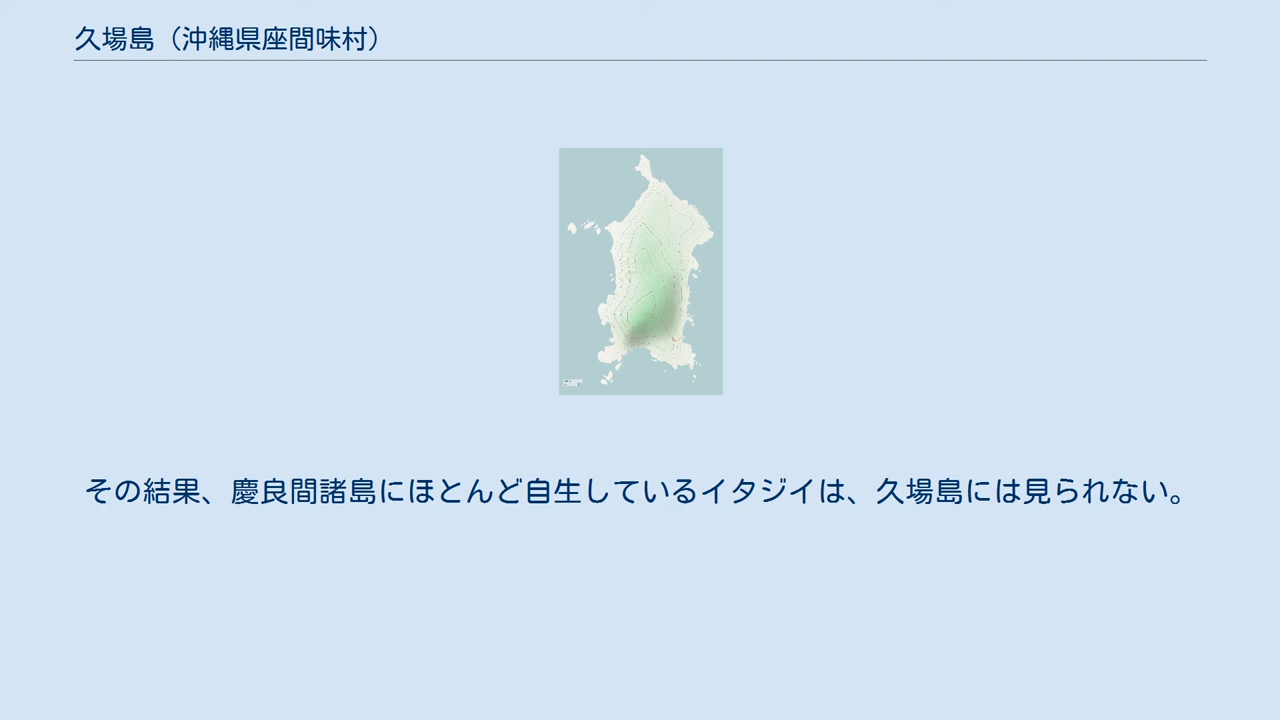 久場島（沖縄県座間味村）
その結果、慶良間諸島にほとんど自生しているイタジイは、久場島には見られない。